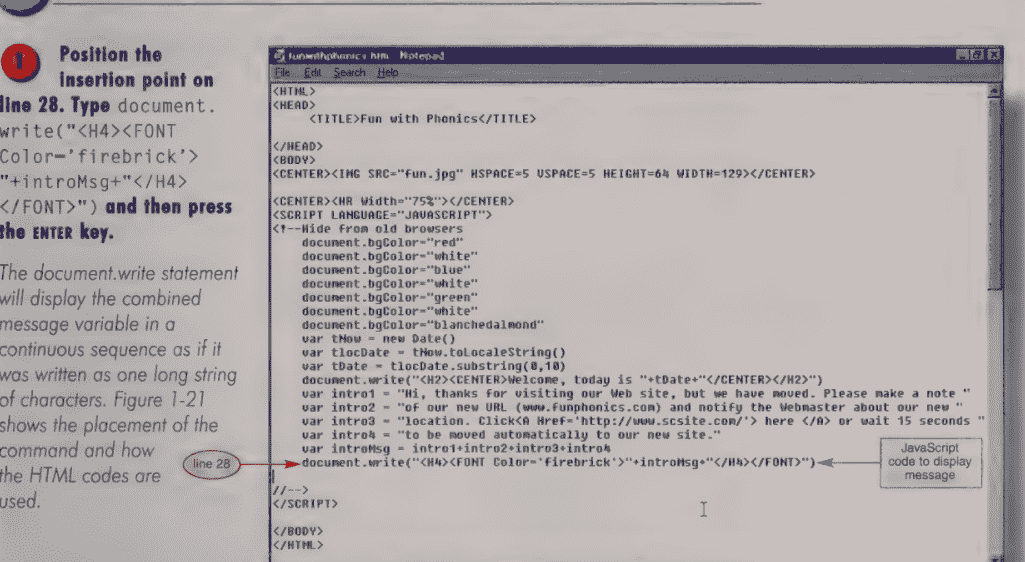 1
Position the
insertion point on
line 28. Type document.
write("<H4><FONT
Color='firebrick'>
"+introMsg+"</H4>
</FONT>") and then press
the ENTER key.
The document.write statement
will display the combined
message variable in a
continuous sequence as if it
was written as one long string
of characters. Figure 1-21
shows the placement of the
command and how
the HTML codes are
used.
funwithphonics.htm - Notepad
File Edit Search Help
<HTML>
<HEAD>
<TITLE>Fun with Phonics</TITLE>
</HEAD>
<BODY>
<CENTER><IMG SRC="fun.jpg" HSPACE=5 VSPACE=5 HEIGHT=64 WIDTH=129></CENTER>
<CENTER><HR Width="75%"></CENTER>
<SCRIPT LANGUAGE="JAVASCRIPT">
<!--Hide from old browsers
document.bgColor="red"
document.bgColor="white"
document.bgColor="blue"
document.bgColor="white"
document.bgColor="green"
document.bgColor="white"
document.bgColor="blanchedalmond"
var tNow = new Date()
var tlocDate = tNow.toLocaleString()
var tDate = tlocDate.substring(0,10)
document.write("<H2><CENTER>Welcome, today is "+tDate+"</CENTER></H2>")
var intro1 = "Hi, thanks for visiting our Web site, but we have moved. Please make a note "
var intro2 = "of our new URL (www.funphonics.com) and notify the Webmaster about our new "
var intro3 = "location. Click<A Href='http://www.scsite.com/'> here </A> or wait 15 seconds "
var intro4 = "to be moved automatically to our new site."
var introMsg = intro1+intro2+intro3+intro4
line 28
document.write("<H4><FONT Color='firebrick'>"+introMsg+"</H4></FONT>")
JavaScript
code to display
message
//-->
</SCRIPT>
</BODY>
</HTML>